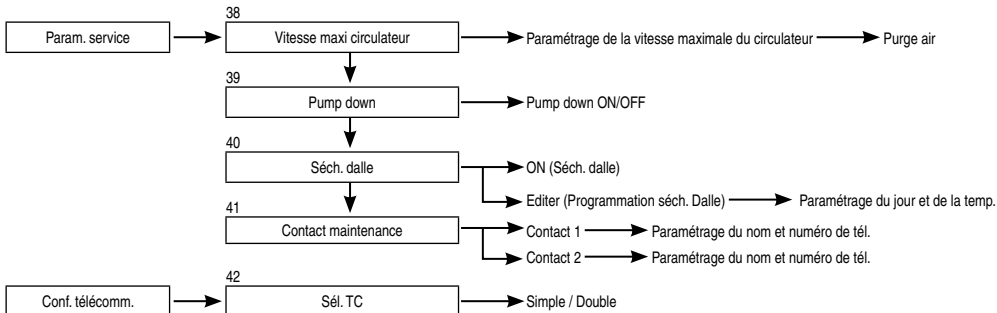 38
Param. service
Vitesse maxi circulateur
Paramétrage de la vitesse maximale du circulateur
Purge air
39
Pump down
Pump down ON/OFF
40
Séch. dalle
ON (Séch. dalle)
Editer (Programmation séch. Dalle)
Paramétrage du jour et de la temp.
41
Contact maintenance
Contact 1
Paramétrage du nom et numéro de tél.
Contact 2
Paramétrage du nom et numéro de tél.
42
Conf. télécomm.
Sél. TC
Simple / Double